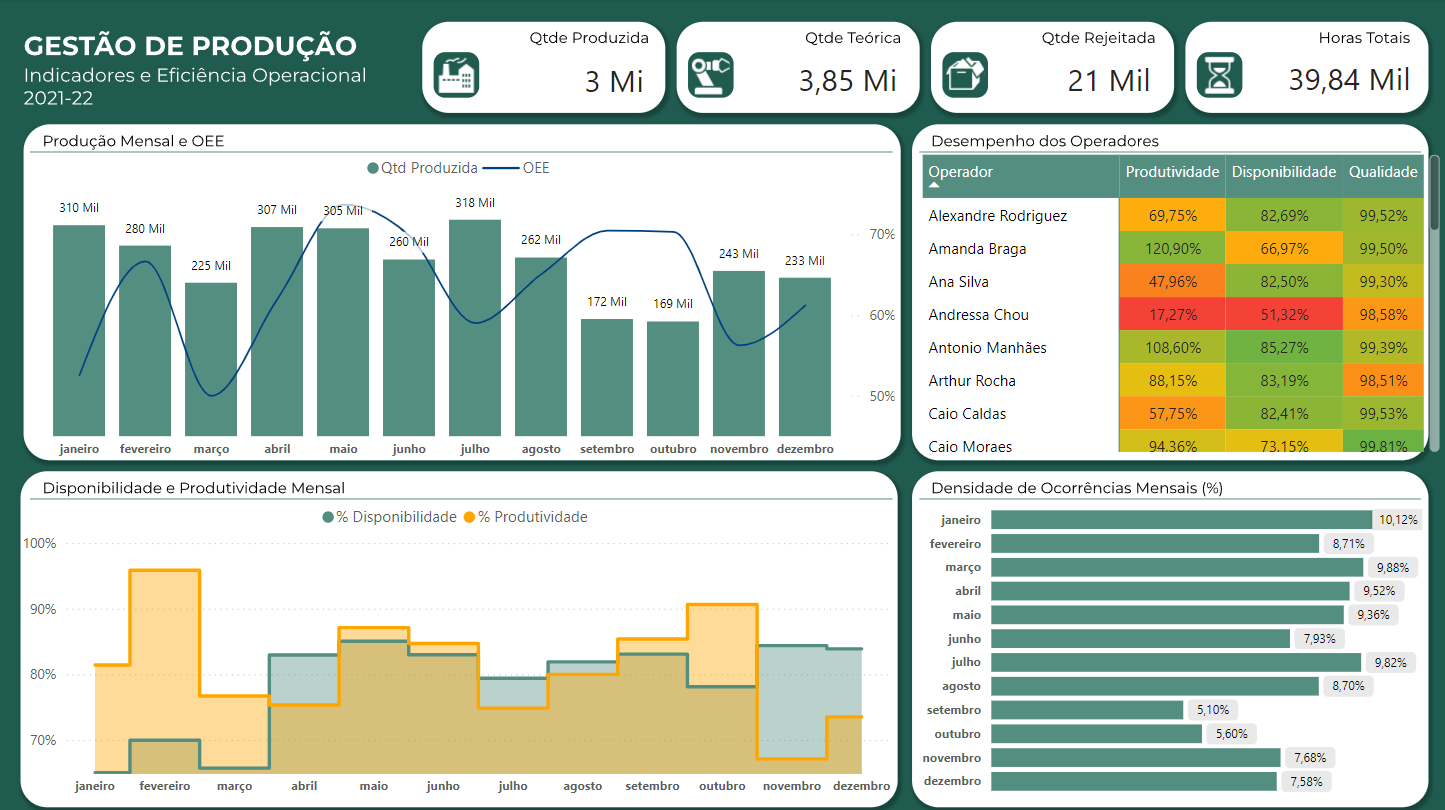 GESTÃO DE PRODUÇÃO
Indicadores e Eficiência Operacional
2021-22
Qtde Produzida
3 Mi
Qtde Teórica
3,85 Mi
Qtde Rejeitada
21 Mil
Horas Totais
39,84 Mil
Produção Mensal e OEE
Qtd Produzida OEE
310 Mil 280 Mil 225 Mil 307 Mil 305 Mil 260 Mil 318 Mil 262 Mil 172 Mil 169 Mil 243 Mil 233 Mil
70%
60%
50%
janeiro fevereiro março abril maio junho julho agosto setembro outubro novembro dezembro
Desempenho dos Operadores
Operador Produtividade Disponibilidade Qualidade
Alexandre Rodriguez 69,75% 82,69% 99,52%
Amanda Braga 120,90% 66,97% 99,50%
Ana Silva 47,96% 82,50% 99,30%
Andressa Chou 17,27% 51,32% 98,58%
Antonio Manhães 108,60% 85,27% 99,39%
Arthur Rocha 88,15% 83,19% 98,51%
Caio Caldas 57,75% 82,41% 99,53%
Caio Moraes 94,36% 73,15% 99,81%
Disponibilidade e Produtividade Mensal
% Disponibilidade % Produtividade
100%
90%
80%
70%
janeiro fevereiro março abril maio junho julho agosto setembro outubro novembro dezembro
Densidade de Ocorrências Mensais (%)
janeiro 10,12%
fevereiro 8,71%
março 9,88%
abril 9,52%
maio 9,36%
junho 7,93%
julho 9,82%
agosto 8,70%
setembro 5,10%
outubro 5,60%
novembro 7,68%
dezembro 7,58%